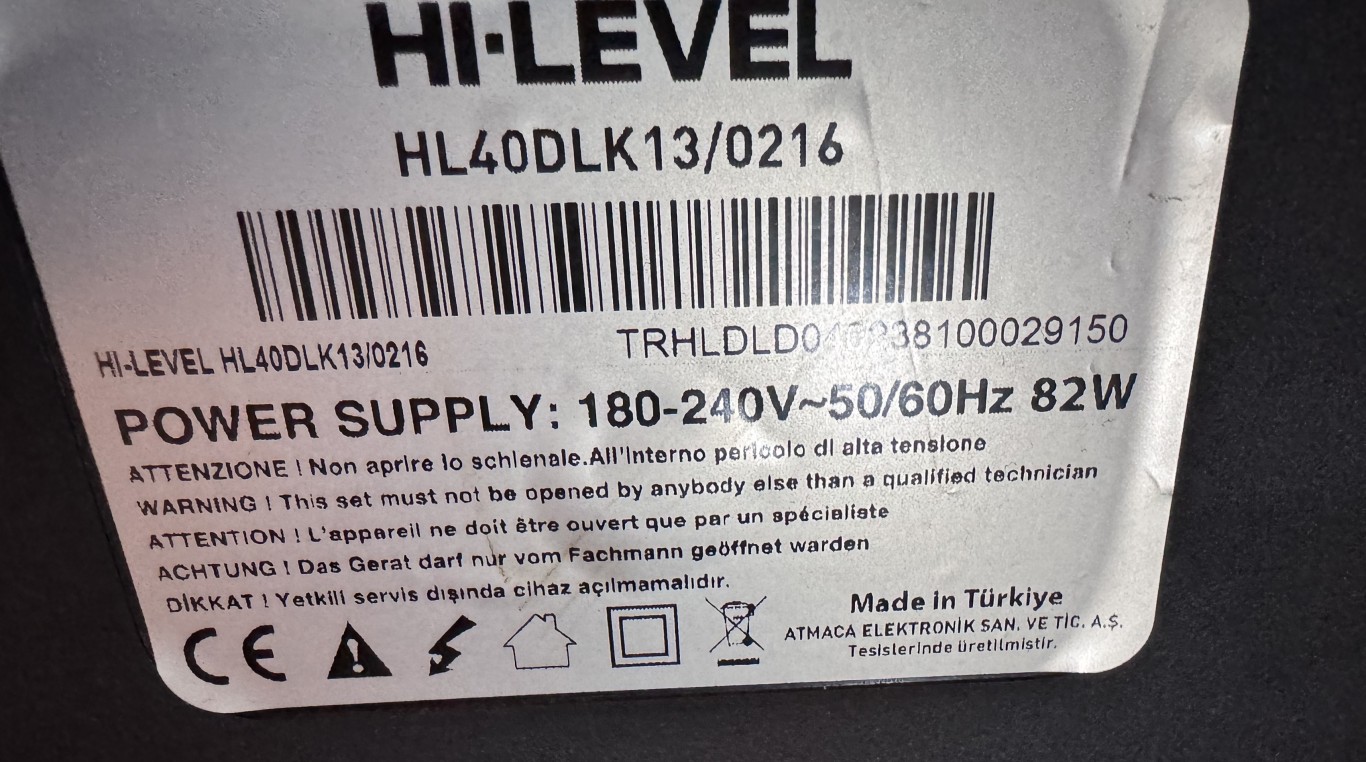 HI-LEVEL
HL40DLK13/0216
HI-LEVEL HL40DLK13/0216
POWER SUPPLY: 180-240V~50/60Hz 82W
ATTENZIONE ! Non aprire lo schienale.All'interno pericolo di alta tensione
WARNING ! This set must not be opened by anybody else than a qualified technician
ATTENTION ! L'appareil ne doit être ouvert que par un spécialiste
ACHTUNG ! Das Gerat darf nur vom Fachmann geöffnet warden
DİKKAT ! Yetkili servis dışında cihaz açılmamalıdır.
CE
Made in Türkiye
ATMACA ELEKTRONİK SAN. VE TİC. A.Ş.
Tesislerinde üretilmistir.